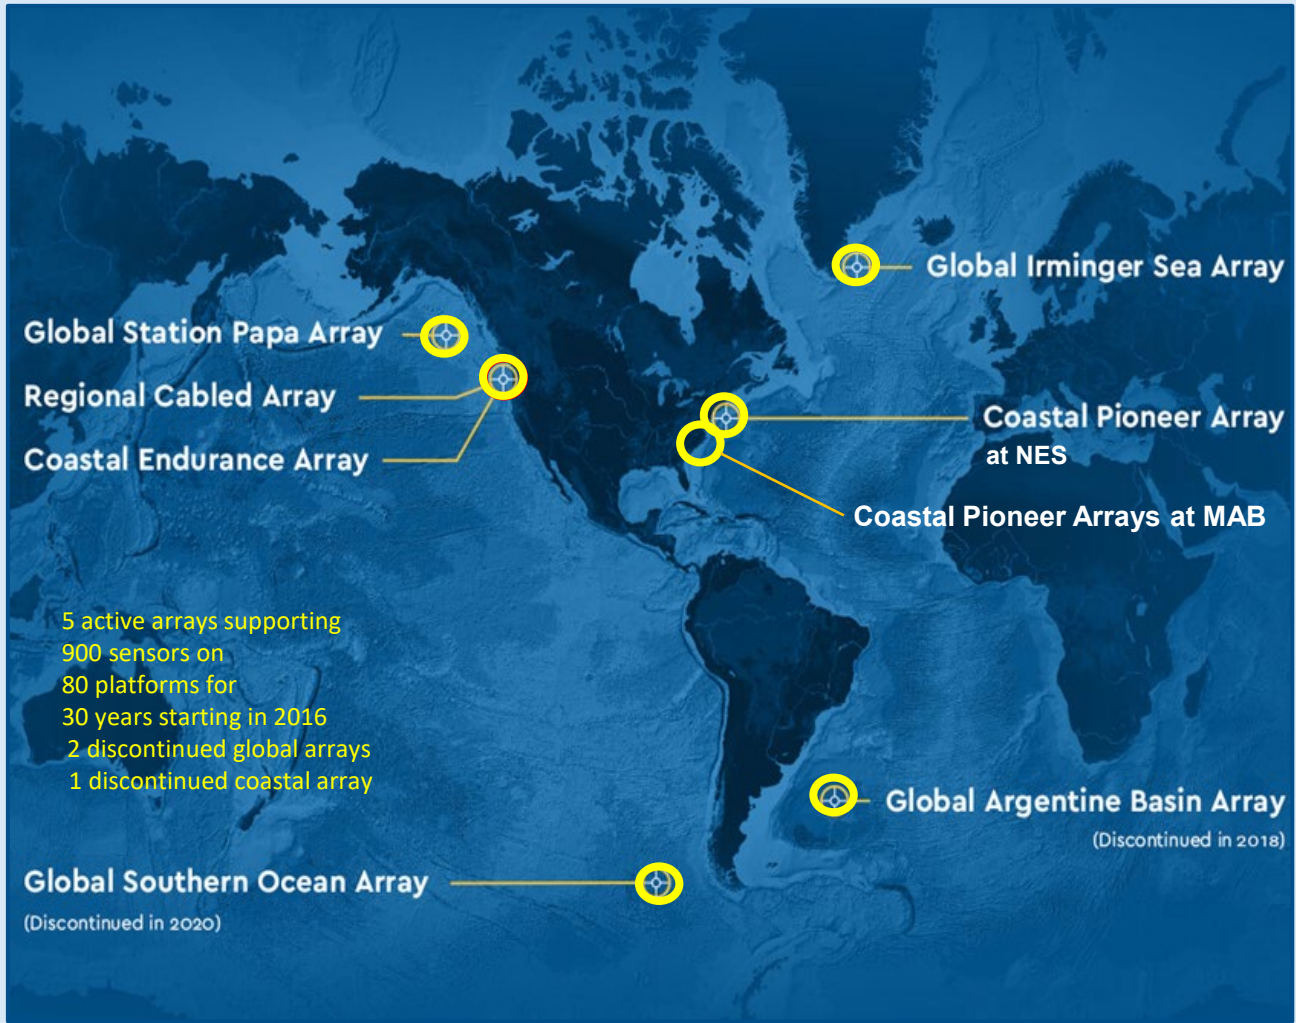 Global Irminger Sea Array
Global Station Papa Array
Regional Cabled Array
Coastal Endurance Array
Coastal Pioneer Array
at NES
Coastal Pioneer Arrays at MAB
5 active arrays supporting
900 sensors on
80 platforms for
30 years starting in 2016
2 discontinued global arrays
1 discontinued coastal array
Global Argentine Basin Array
(Discontinued in 2018)
Global Southern Ocean Array
(Discontinued in 2020)